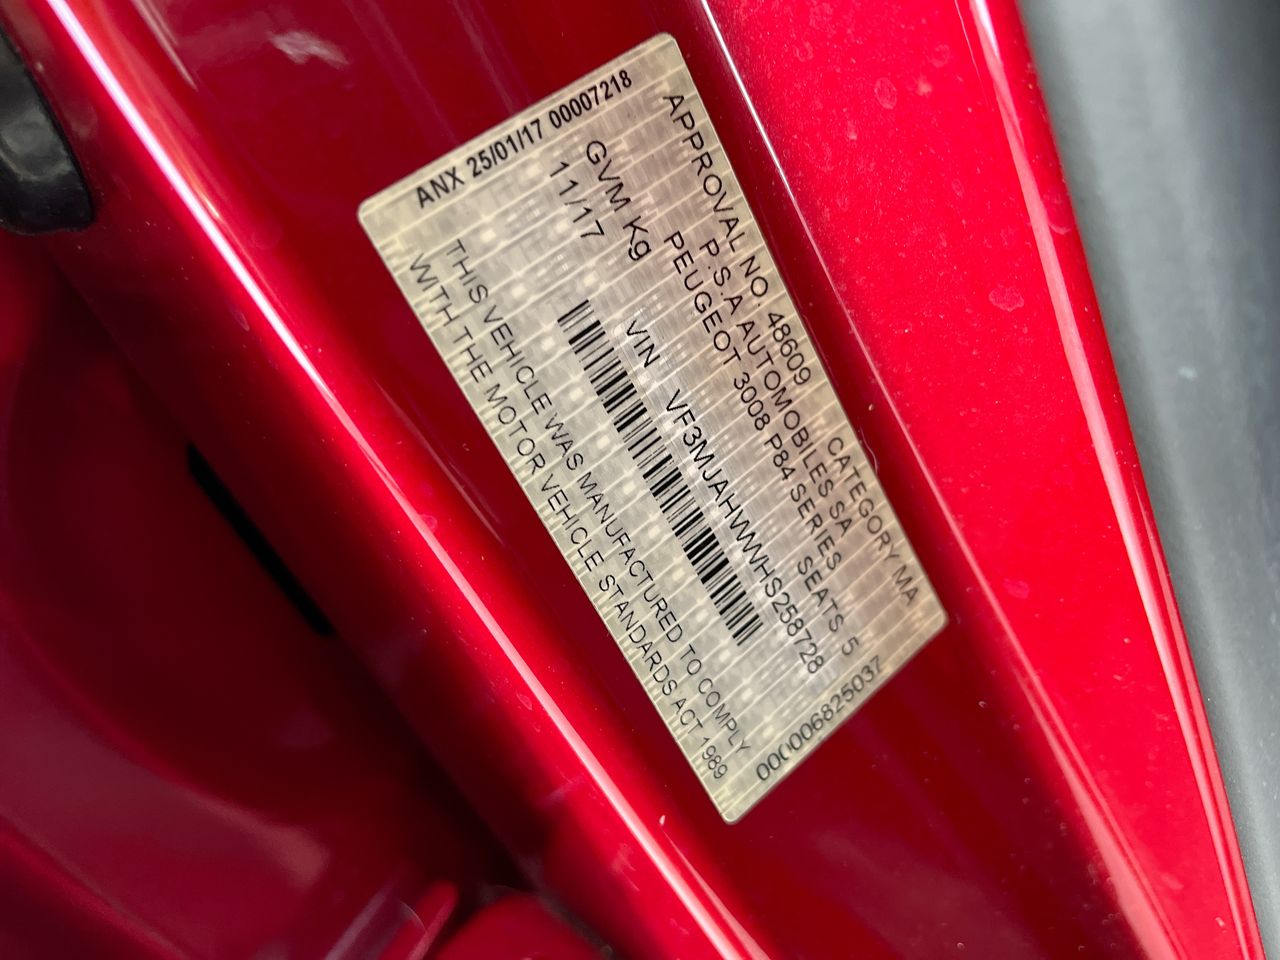 APPROVAL NO: 48609 CATEGORY MA
P.S.A AUTOMOBILES SA
PEUGEOT 3008 P84 SERIES SEATS 5
GVM Kg
11/17
VIN VF3MJAHWWHS258728
THIS VEHICLE WAS MANUFACTURED TO COMPLY
WITH THE MOTOR VEHICLE STANDARDS ACT 1989
ANX 25/01/17 00007218
000006825037